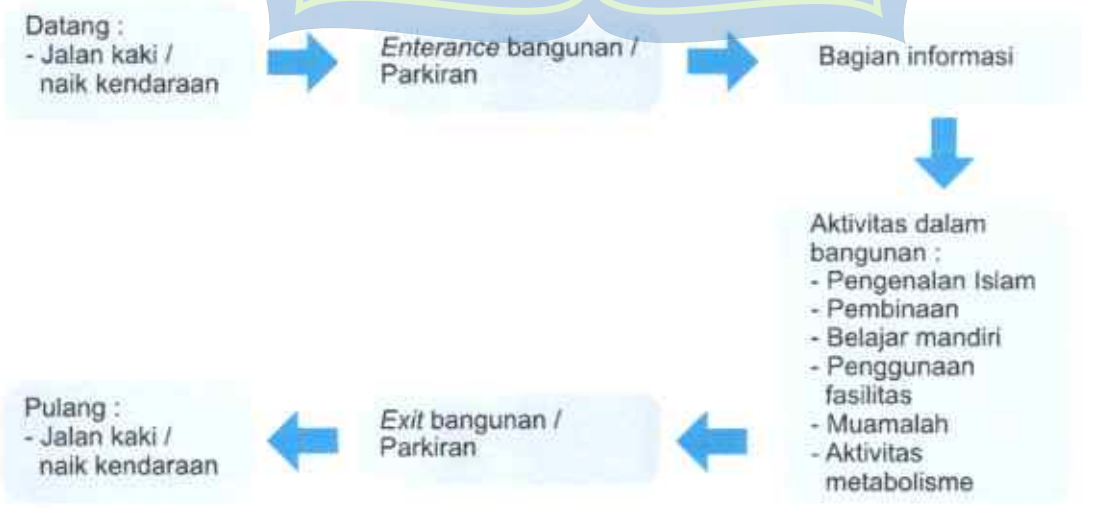 Datang :
- Jalan kaki /
naik kendaraan
Enterance bangunan /
Parkiran
Bagian informasi
Aktivitas dalam
bangunan :
- Pengenalan Islam
- Pembinaan
- Belajar mandiri
- Penggunaan
fasilitas
- Muamalah
- Aktivitas
metabolisme
Exit bangunan /
Parkiran
Pulang :
- Jalan kaki /
naik kendaraan